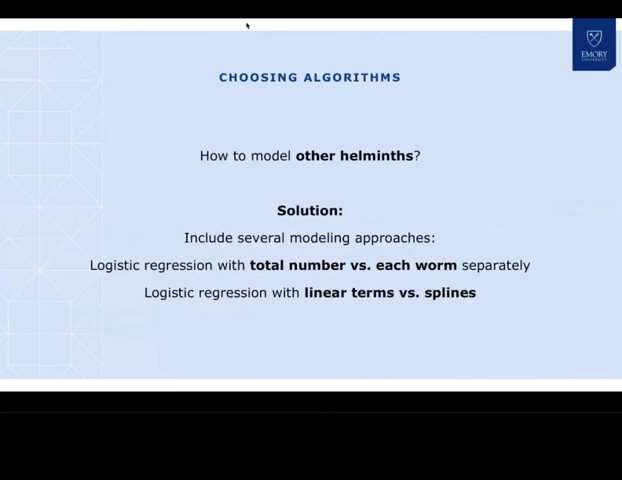 EMORY
UNIVERSITY
CHOOSING ALGORITHMS
How to model other helminths?
Solution:
Include several modeling approaches:
Logistic regression with total number vs. each worm separately
Logistic regression with linear terms vs. splines